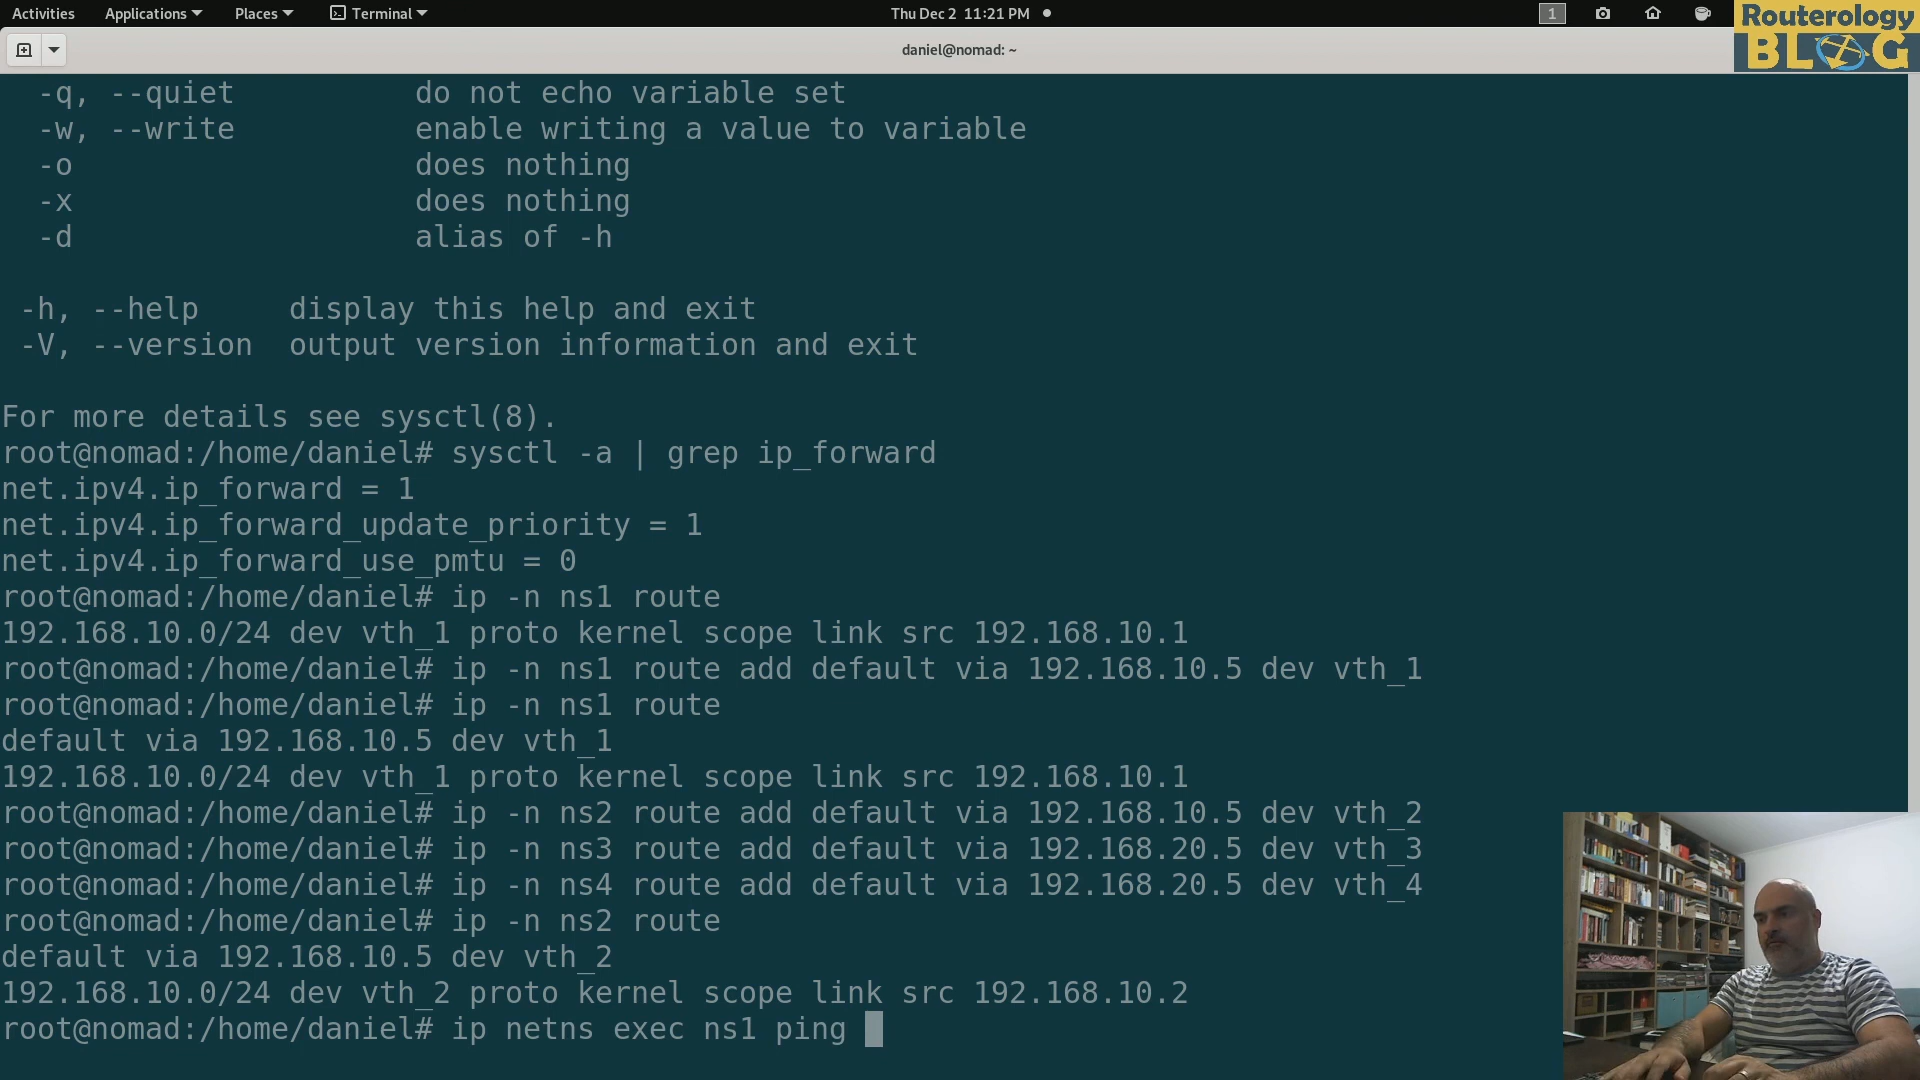 Activities Applications Places Terminal Thu Dec 2 11:21 PM 1
Routerology
BLOG
daniel@nomad: ~
-q, --quiet do not echo variable set
-w, --write enable writing a value to variable
-o does nothing
-x does nothing
-d alias of -h
-h, --help display this help and exit
-V, --version output version information and exit
For more details see sysctl(8).
root@nomad:/home/daniel# sysctl -a | grep ip_forward
net.ipv4.ip_forward = 1
net.ipv4.ip_forward_update_priority = 1
net.ipv4.ip_forward_use_pmtu = 0
root@nomad:/home/daniel# ip -n ns1 route
192.168.10.0/24 dev vth_1 proto kernel scope link src 192.168.10.1
root@nomad:/home/daniel# ip -n ns1 route add default via 192.168.10.5 dev vth_1
root@nomad:/home/daniel# ip -n ns1 route
default via 192.168.10.5 dev vth_1
192.168.10.0/24 dev vth_1 proto kernel scope link src 192.168.10.1
root@nomad:/home/daniel# ip -n ns2 route add default via 192.168.10.5 dev vth_2
root@nomad:/home/daniel# ip -n ns3 route add default via 192.168.20.5 dev vth_3
root@nomad:/home/daniel# ip -n ns4 route add default via 192.168.20.5 dev vth_4
root@nomad:/home/daniel# ip -n ns2 route
default via 192.168.10.5 dev vth_2
192.168.10.0/24 dev vth_2 proto kernel scope link src 192.168.10.2
root@nomad:/home/daniel# ip netns exec ns1 ping